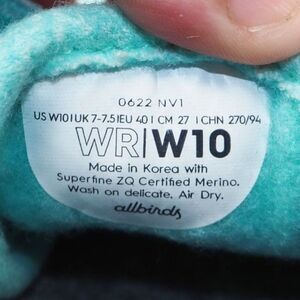 0622 NV1
US W10 | UK 7-7.5 | EU 40 | CM 27 | CHN 270/94
WR|W10
Made in Korea with
Superfine ZQ Certified Merino.
Wash on delicate. Air Dry.
allbirds